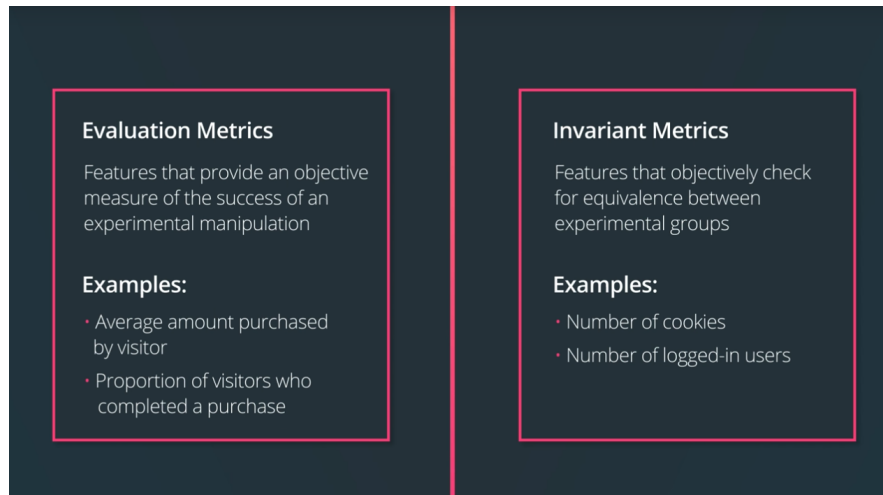 Evaluation Metrics
Features that provide an objective
measure of the success of an
experimental manipulation
Examples:
• Average amount purchased
by visitor
• Proportion of visitors who
completed a purchase
Invariant Metrics
Features that objectively check
for equivalence between
experimental groups
Examples:
• Number of cookies
• Number of logged-in users